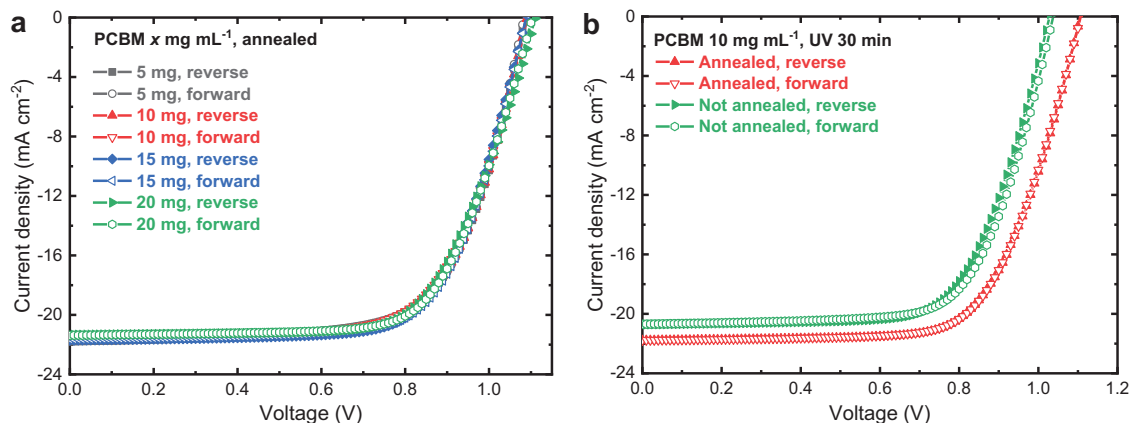 a
PCBM x mg mL⁻¹, annealed
5 mg, reverse
5 mg, forward
10 mg, reverse
10 mg, forward
15 mg, reverse
15 mg, forward
20 mg, reverse
20 mg, forward
0
-4
-8
-12
-16
-20
-24
Current density (mA cm⁻²)
0.0 0.2 0.4 0.6 0.8 1.0
Voltage (V)
b
PCBM 10 mg mL⁻¹, UV 30 min
Annealed, reverse
Annealed, forward
Not annealed, reverse
Not annealed, forward
0
-4
-8
-12
-16
-20
-24
Current density (mA cm⁻²)
0.0 0.2 0.4 0.6 0.8 1.0 1.2
Voltage (V)